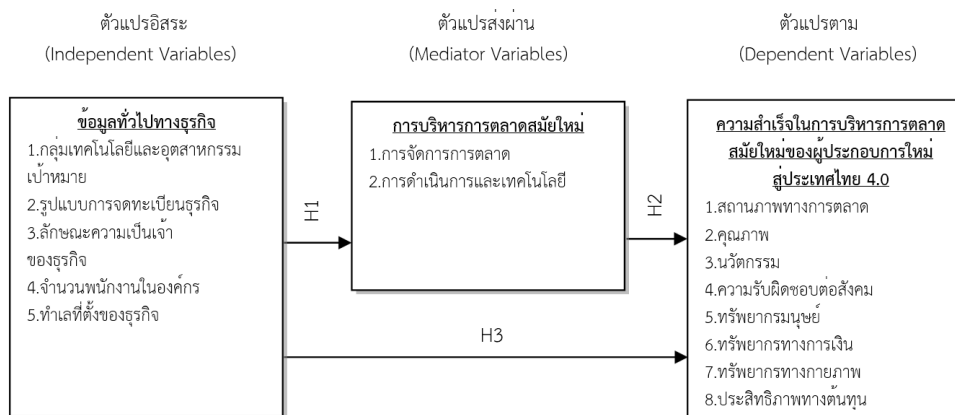 ตัวแปรอิสระ
(Independent Variables)
ตัวแปรส่งผ่าน
(Mediator Variables)
ตัวแปรตาม
(Dependent Variables)
ข้อมูลทั่วไปทางธุรกิจ
1.กลุ่มเทคโนโลยีและอุตสาหกรรม
เป้าหมาย
2.รูปแบบการจดทะเบียนธุรกิจ
3.ลักษณะความเป็นเจ้า
ของธุรกิจ
4.จำนวนพนักงานในองค์กร
5.ทำเลที่ตั้งของธุรกิจ
H1
การบริหารการตลาดสมัยใหม่
1.การจัดการการตลาด
2.การดำเนินการและเทคโนโลยี
H2
H3
ความสำเร็จในการบริหารการตลาด
สมัยใหม่ของผู้ประกอบการใหม่
สู่ประเทศไทย 4.0
1.สถานภาพทางการตลาด
2.คุณภาพ
3.นวัตกรรม
4.ความรับผิดชอบต่อสังคม
5.ทรัพยากรมนุษย์
6.ทรัพยากรทางการเงิน
7.ทรัพยากรทางกายภาพ
8.ประสิทธิภาพทางต้นทุน